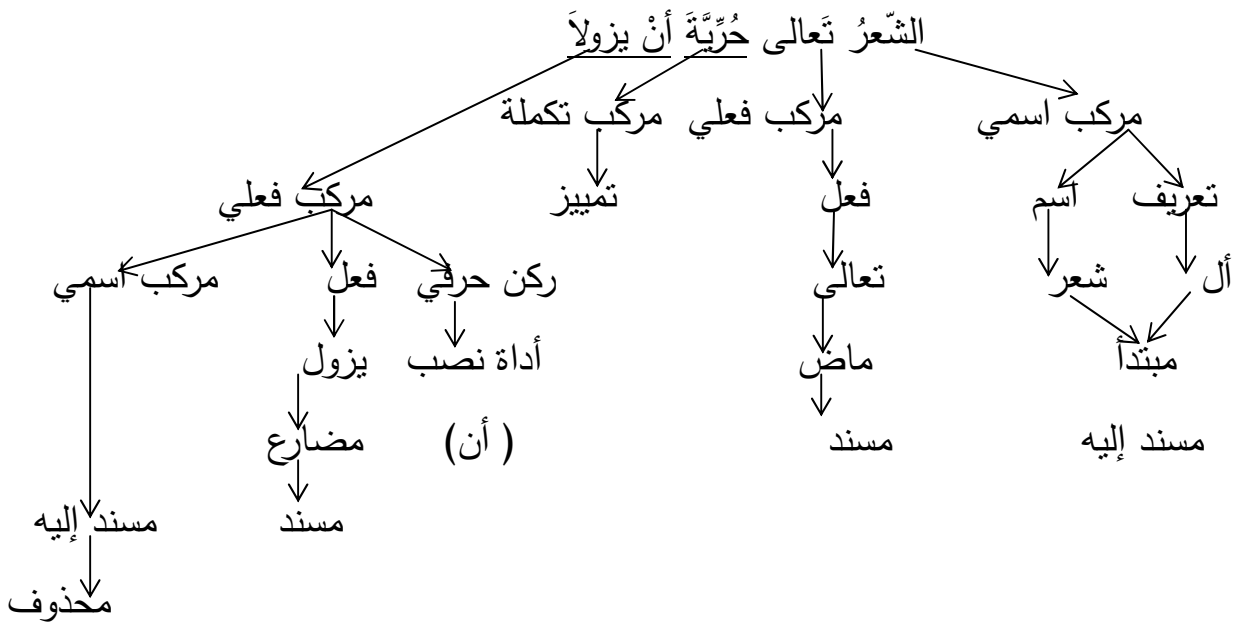 الشّعرُ تَعالى حُرِّيَّةَ أنْ يزولاَ
مركب اسمي مركب فعلي مركب تكملة
تعريف اسم فعل تمييز مركب فعلي
أل شعر تعالى ركن حرفي فعل مركب اسمي
مبتدأ ماض أداة نصب يزول
مسند إليه مسند ( أن) مضارع
مسند مسند إليه
محذوف